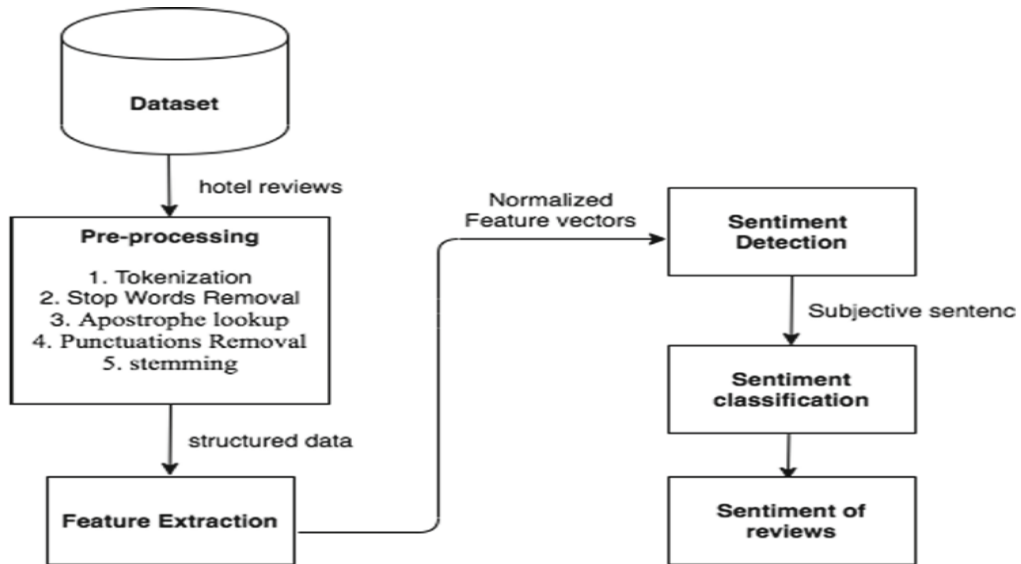 Dataset
hotel reviews
Pre-processing
1. Tokenization
2. Stop Words Removal
3. Apostrophe lookup
4. Punctuations Removal
5. stemming
structured data
Feature Extraction
Normalized
Feature vectors
Sentiment
Detection
Subjective sentenc
Sentiment
classification
Sentiment of
reviews